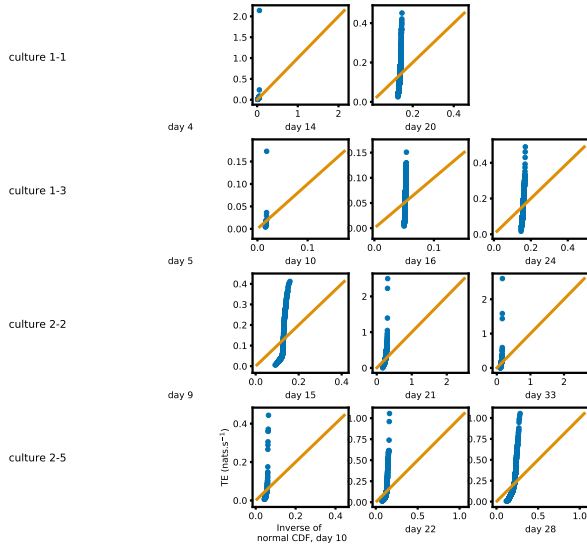 culture 1-1
2.0
1.5
1.0
0.5
0.0
0 1 2
0.4
0.2
0.0
0.2 0.4
day 4 day 14 day 20
culture 1-3
0.15
0.10
0.05
0.00
0.0 0.1
0.15
0.10
0.05
0.00
0.0 0.1
0.4
0.2
0.0
0.0 0.2 0.4
day 5 day 10 day 16 day 24
culture 2-2
0.4
0.3
0.2
0.1
0.0
0.0 0.2 0.4
2
1
0
0 1 2
2
1
0
0 1 2
day 9 day 15 day 21 day 33
culture 2-5
TE (nats.s⁻¹)
0.4
0.2
0.0
0.0 0.2 0.4
1.00
0.75
0.50
0.25
0.00
0.0 0.5 1.0
1.00
0.75
0.50
0.25
0.00
0.0 0.5 1.0
Inverse of
normal CDF, day 10 day 22 day 28